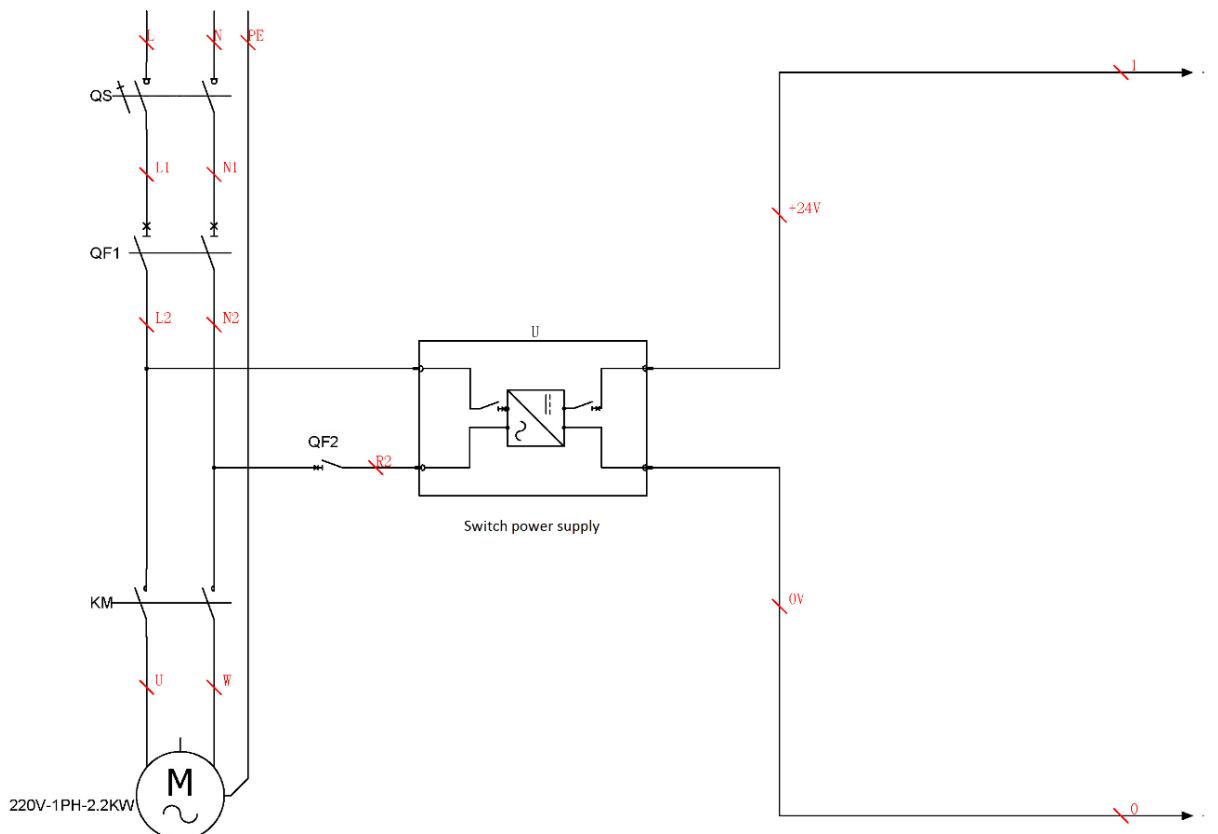 L N PE
1
QS
L1 N1
+24V
QF1
L2 N2
U
QF2
R2
Switch power supply
KM
0V
U W
M
220V-1PH-2.2KW
0